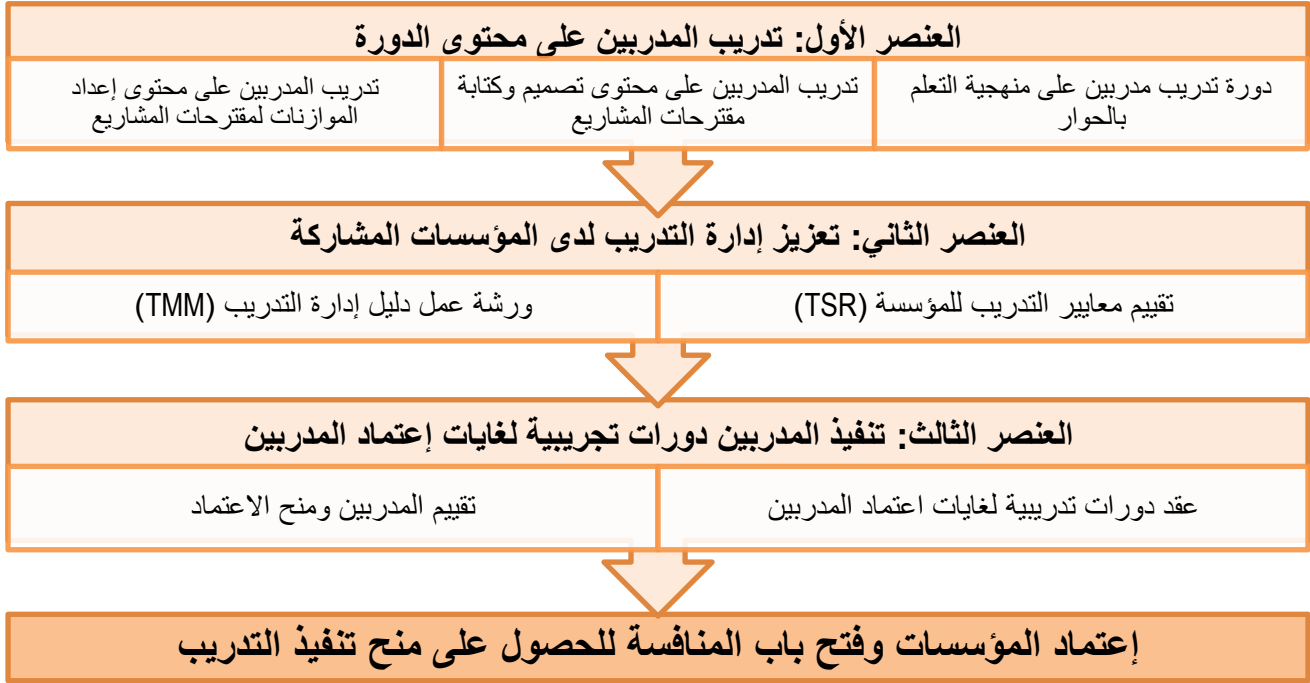 العنصر الأول: تدريب المدربين على محتوى الدورة
دورة تدريب مدربين على منهجية التعلم
بالحوار
تدريب المدربين على محتوى تصميم وكتابة
مقترحات المشاريع
تدريب المدربين على محتوى إعداد
الموازنات لمقترحات المشاريع
العنصر الثاني: تعزيز إدارة التدريب لدى المؤسسات المشاركة
تقييم معايير التدريب للمؤسسة (TSR)
ورشة عمل دليل إدارة التدريب (TMM)
العنصر الثالث: تنفيذ المدربين دورات تجريبية لغايات إعتماد المدربين
عقد دورات تدريبية لغايات اعتماد المدربين
تقييم المدربين ومنح الاعتماد
إعتماد المؤسسات وفتح باب المنافسة للحصول على منح تنفيذ التدريب